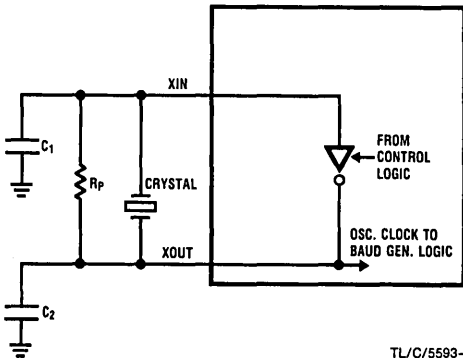 XIN
C1
RP
CRYSTAL
FROM
CONTROL
LOGIC
OSC. CLOCK TO
BAUD GEN. LOGIC
XOUT
C2
TL/C/5593-